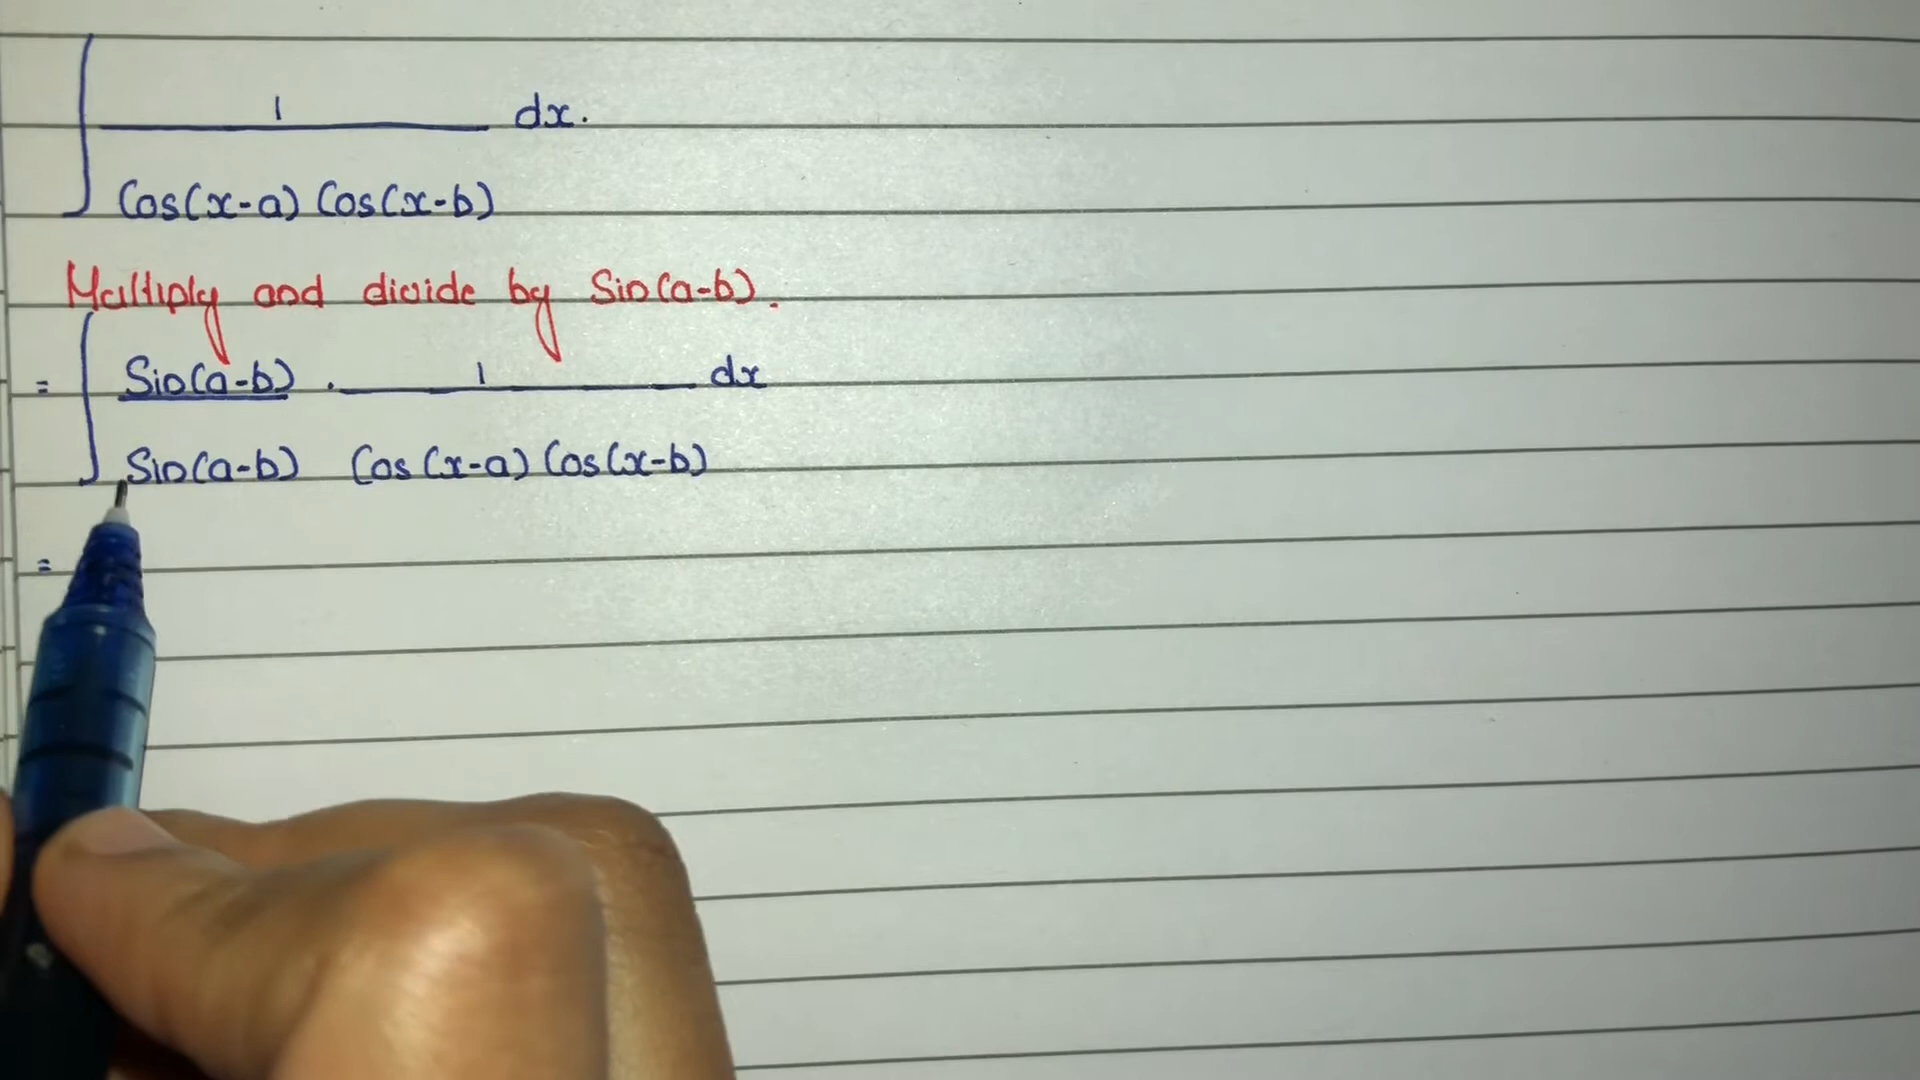 ∫ 1 / Cos(x-a) Cos(x-b) dx.
Multiply and divide by Sin(a-b).
= ∫ Sin(a-b) / Sin(a-b) . 1 / Cos(x-a) Cos(x-b) dx
=